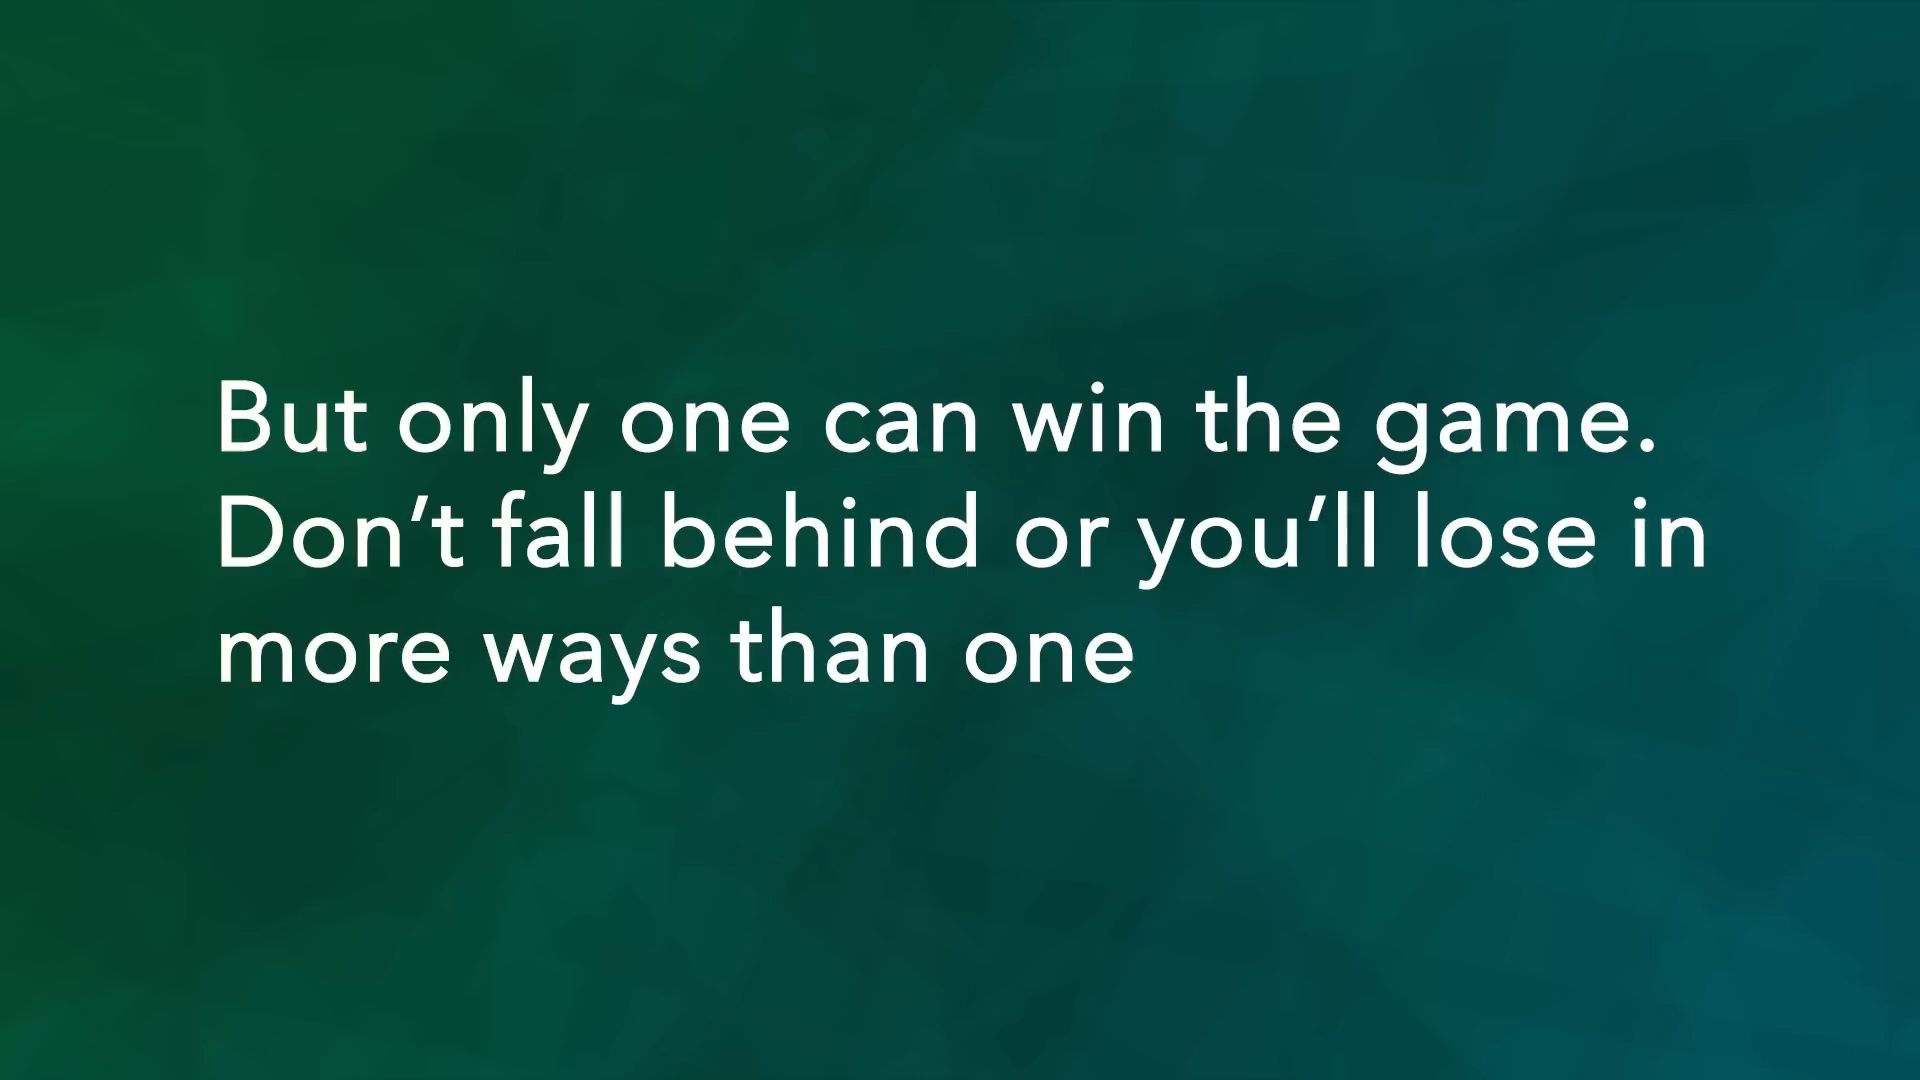 But only one can win the game.
Don’t fall behind or you’ll lose in
more ways than one